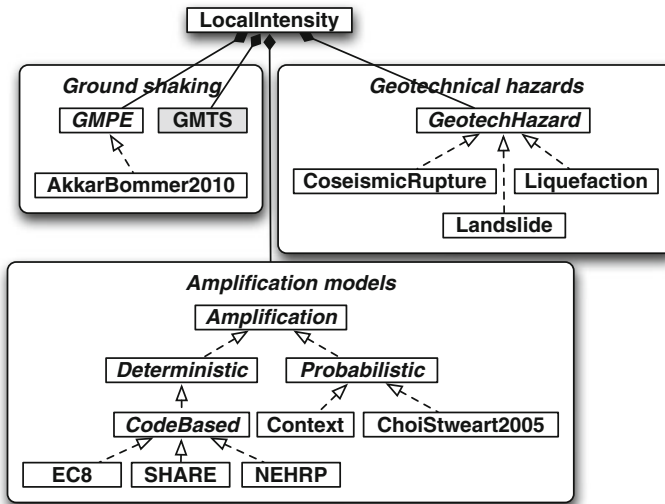 LocalIntensity
Ground shaking
GMPE
GMTS
AkkarBommer2010
Geotechnical hazards
GeotechHazard
CoseismicRupture
Liquefaction
Landslide
Amplification models
Amplification
Deterministic
Probabilistic
CodeBased
Context
ChoiStweart2005
EC8
SHARE
NEHRP